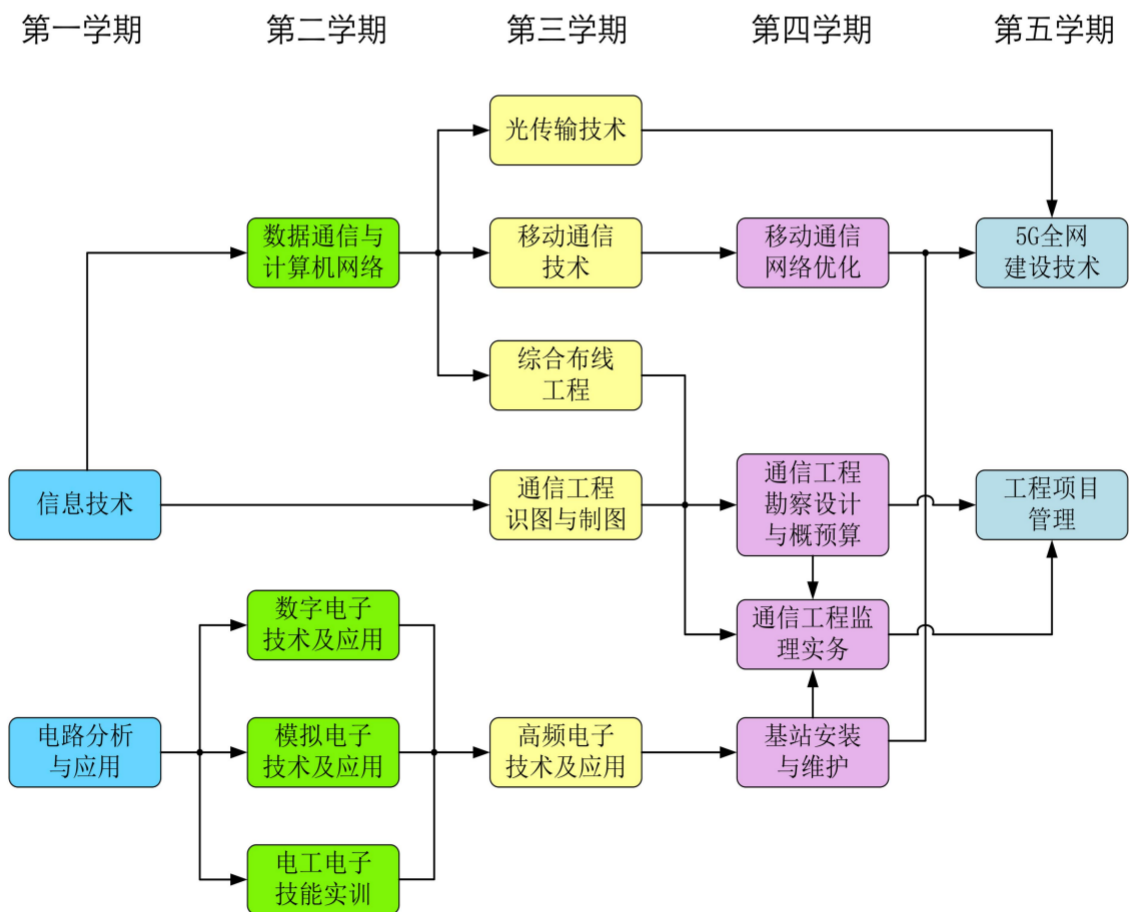 第一学期
第二学期
第三学期
第四学期
第五学期
光传输技术
数据通信与
计算机网络
移动通信
技术
移动通信
网络优化
5G全网
建设技术
综合布线
工程
信息技术
通信工程
识图与制图
通信工程
勘察设计
与概预算
工程项目
管理
数字电子
技术及应用
通信工程监
理实务
电路分析
与应用
模拟电子
技术及应用
高频电子
技术及应用
基站安装
与维护
电工电子
技能实训